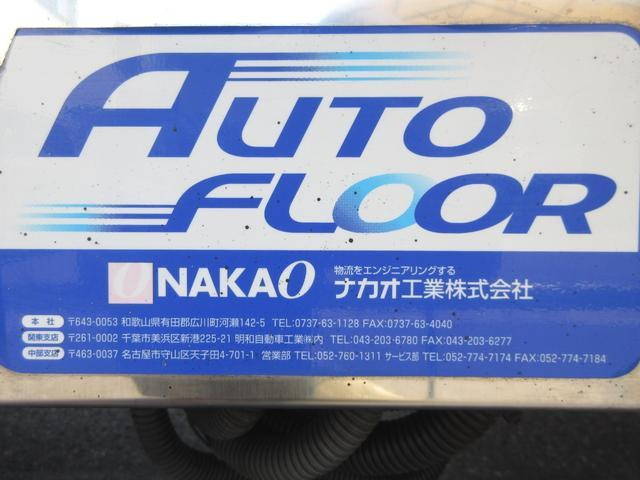 AUTO
FLOOR
NAKAO 物流をエンジニアリングする
ナカオ工業株式会社
本社 〒643-0053 和歌山県有田郡広川町河瀬142-5 TEL:0737-63-1128 FAX:0737-63-4040
関東支店 〒261-0002 千葉市美浜区新港225-21 明和自動車工業㈱内 TEL:043-203-6780 FAX:043-203-6277
中部支店 〒463-0037 名古屋市守山区天子田4-701-1 営業部 TEL:052-760-1311 サービス部 TEL:052-774-7174 FAX:052-774-7184